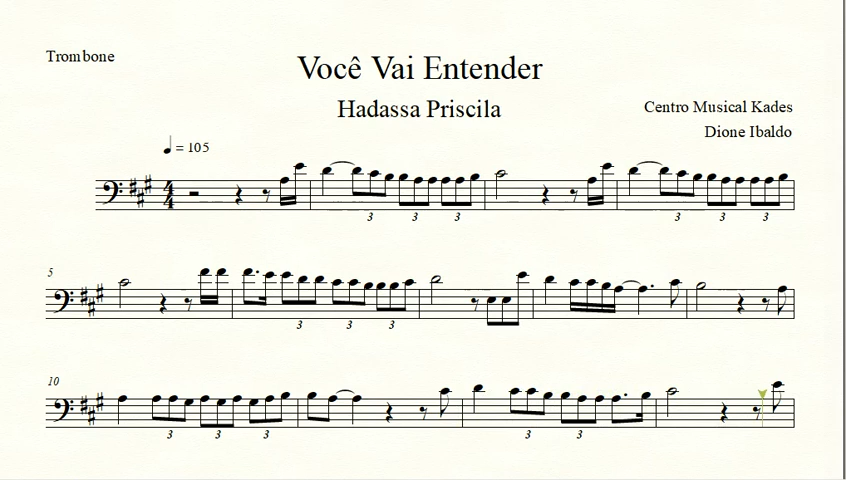 Trombone
Você Vai Entender
Hadassa Priscila
Centro Musical Kades
Dione Ibaldo
= 105
4
4
3 3 3 3 3 3
5
3 3 3
10
3 3 3 3 3